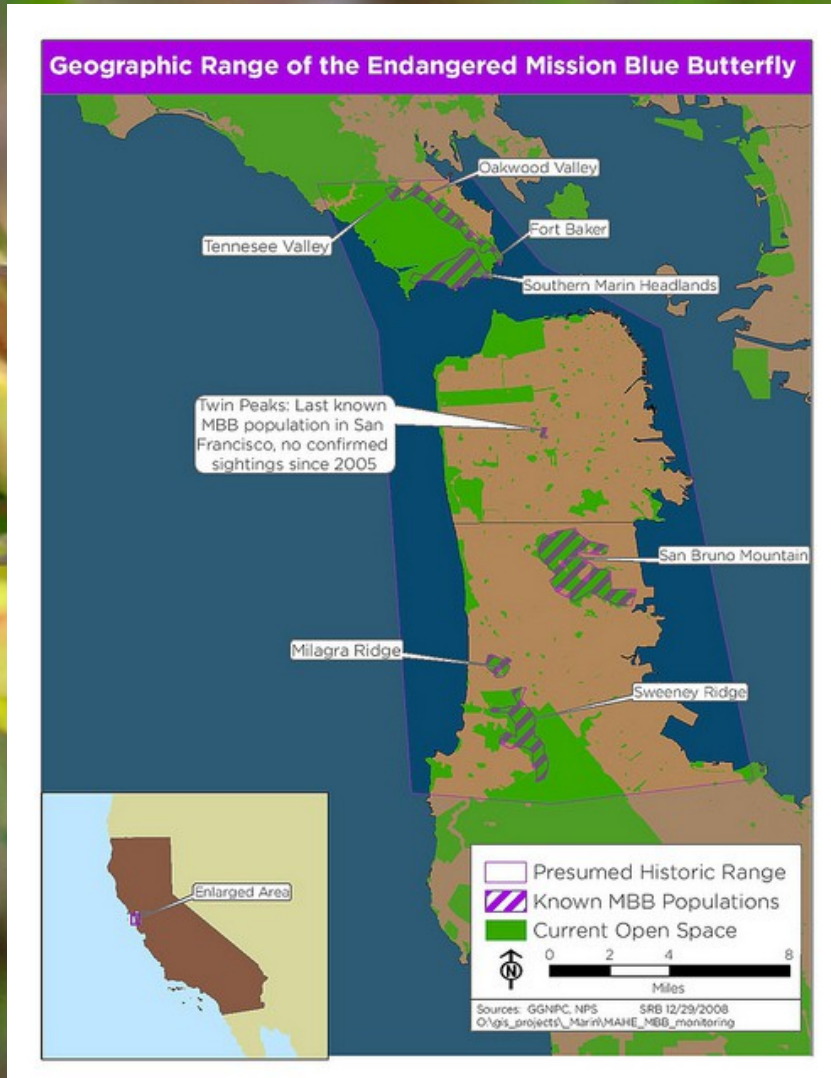 Geographic Range of the Endangered Mission Blue Butterfly
Oakwood Valley
Tennesee Valley
Fort Baker
Southern Marin Headlands
Twin Peaks: Last known
MBB population in San
Francisco, no confirmed
sightings since 2005
San Bruno Mountain
Milagra Ridge
Sweeney Ridge
Enlarged Area
Presumed Historic Range
Known MBB Populations
Current Open Space
N
0 2 4 8
Miles
Sources: GGNPC, NPS SRB 12/29/2008
O:\gis_projects\_Marin\MAHE_MBB_monitoring